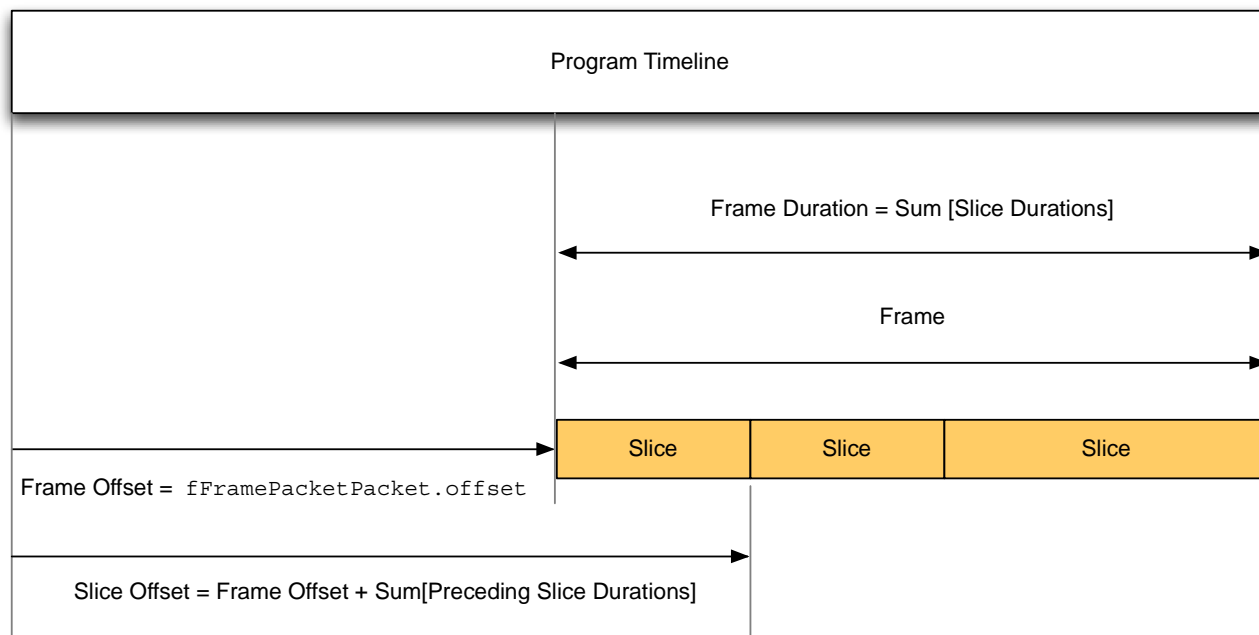 Program Timeline
Frame Duration = Sum [Slice Durations]
Frame
Slice
Slice
Slice
Frame Offset = fFramePacketPacket.offset
Slice Offset = Frame Offset + Sum[Preceding Slice Durations]